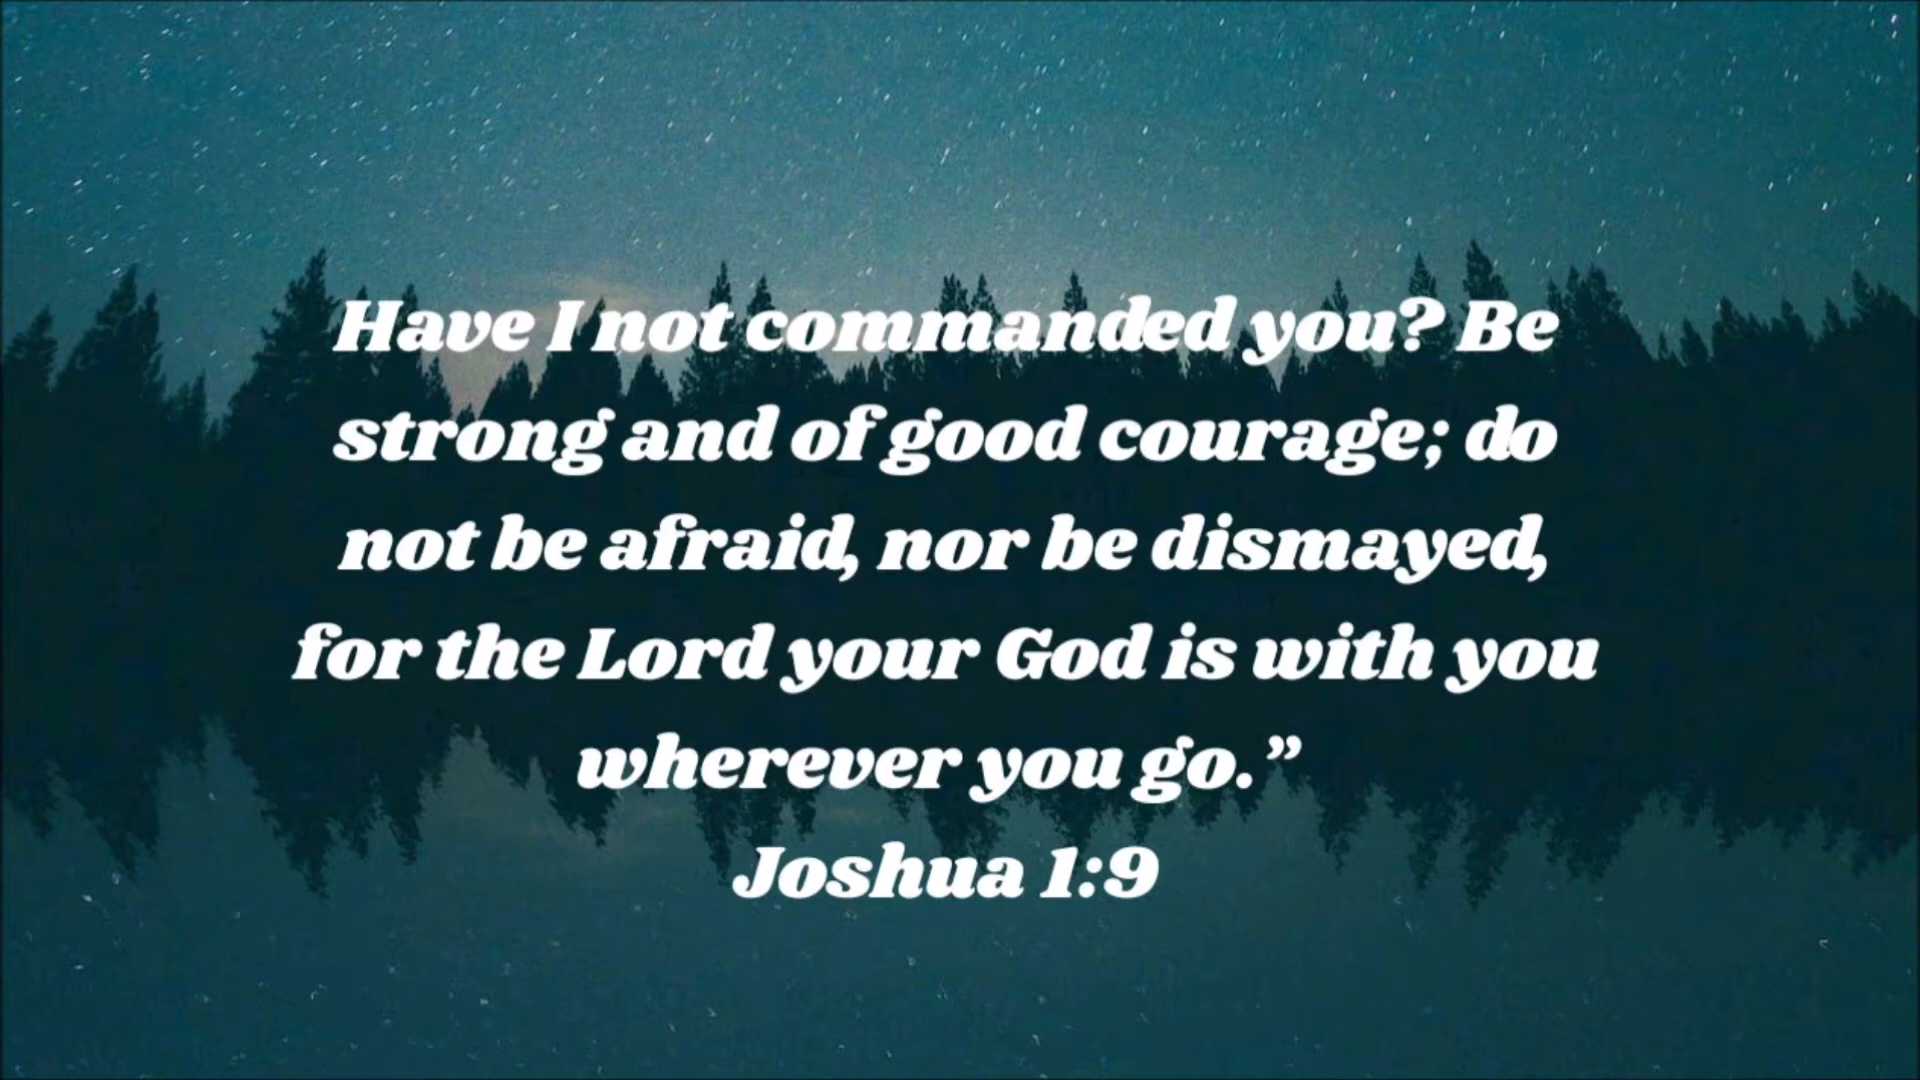 Have I not commanded you? Be
strong and of good courage; do
not be afraid, nor be dismayed,
for the Lord your God is with you
wherever you go.”
Joshua 1:9